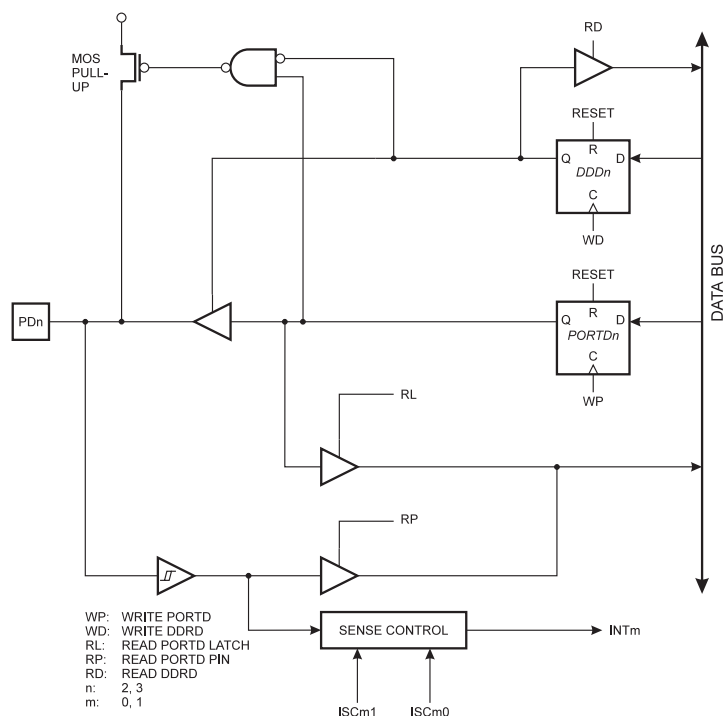 RD
MOS
PULL-
UP
RESET
R
Q
D
DDDn
C
WD
RESET
R
PDn
Q
D
PORTDn
C
WP
DATA BUS
RL
RP
WP: WRITE PORTD
WD: WRITE DDRD
RL: READ PORTD LATCH
RP: READ PORTD PIN
RD: READ DDRD
n: 2, 3
m: 0, 1
SENSE CONTROL
INTm
ISCm1
ISCm0